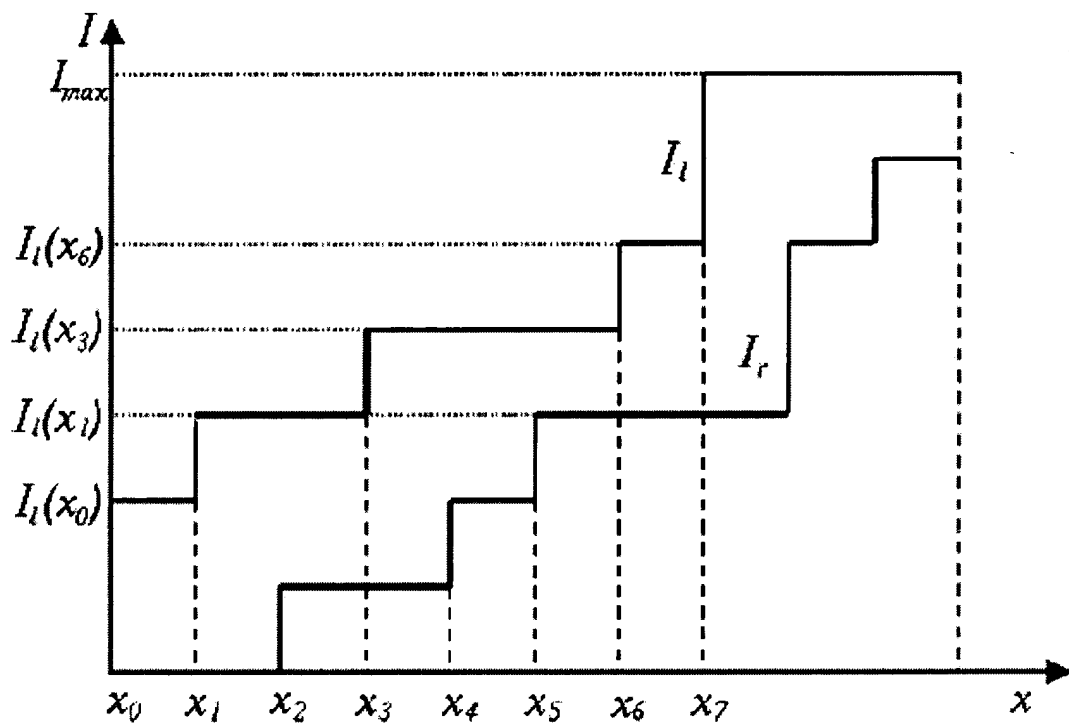 I
I_max
I_l
I_l(x_6)
I_l(x_3)
I_r
I_l(x_1)
I_l(x_0)
x_0 x_1 x_2 x_3 x_4 x_5 x_6 x_7 x